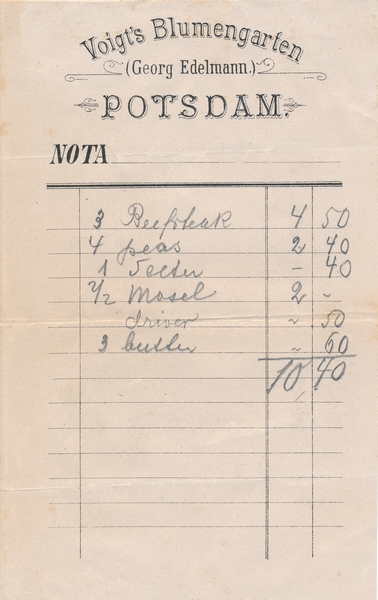 Voigt's Blumengarten
(Georg Edelmann.)
POTSDAM.
NOTA
3 Beefsteak 4 50
4 peas 2 40
1 - 40
1/2 Mosel 2 -
driver ~ 50
3 butter ~ 60
10,40